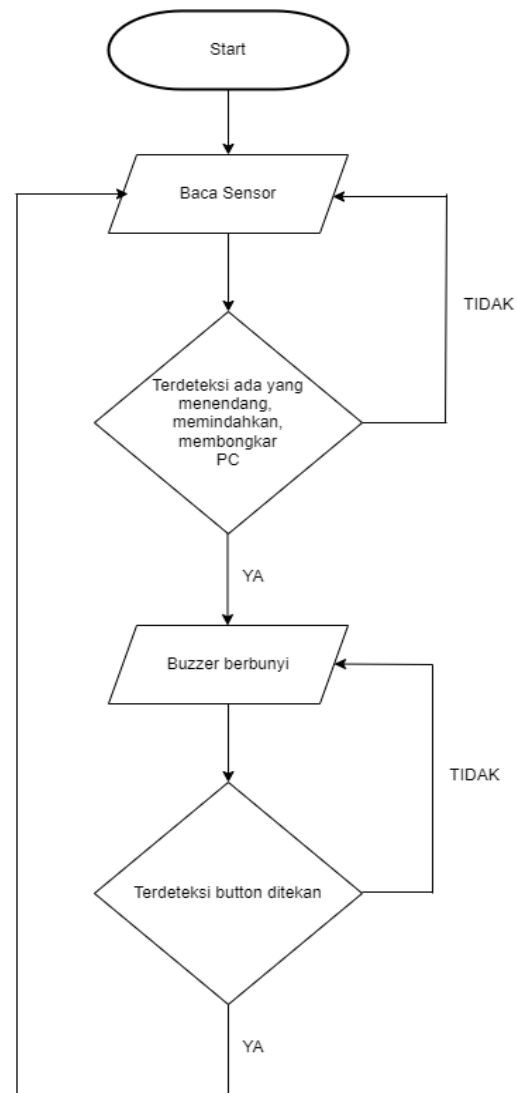 Start
Baca Sensor
TIDAK
Terdeteksi ada yang
menendang,
memindahkan,
membongkar
PC
YA
Buzzer berbunyi
TIDAK
Terdeteksi button ditekan
YA